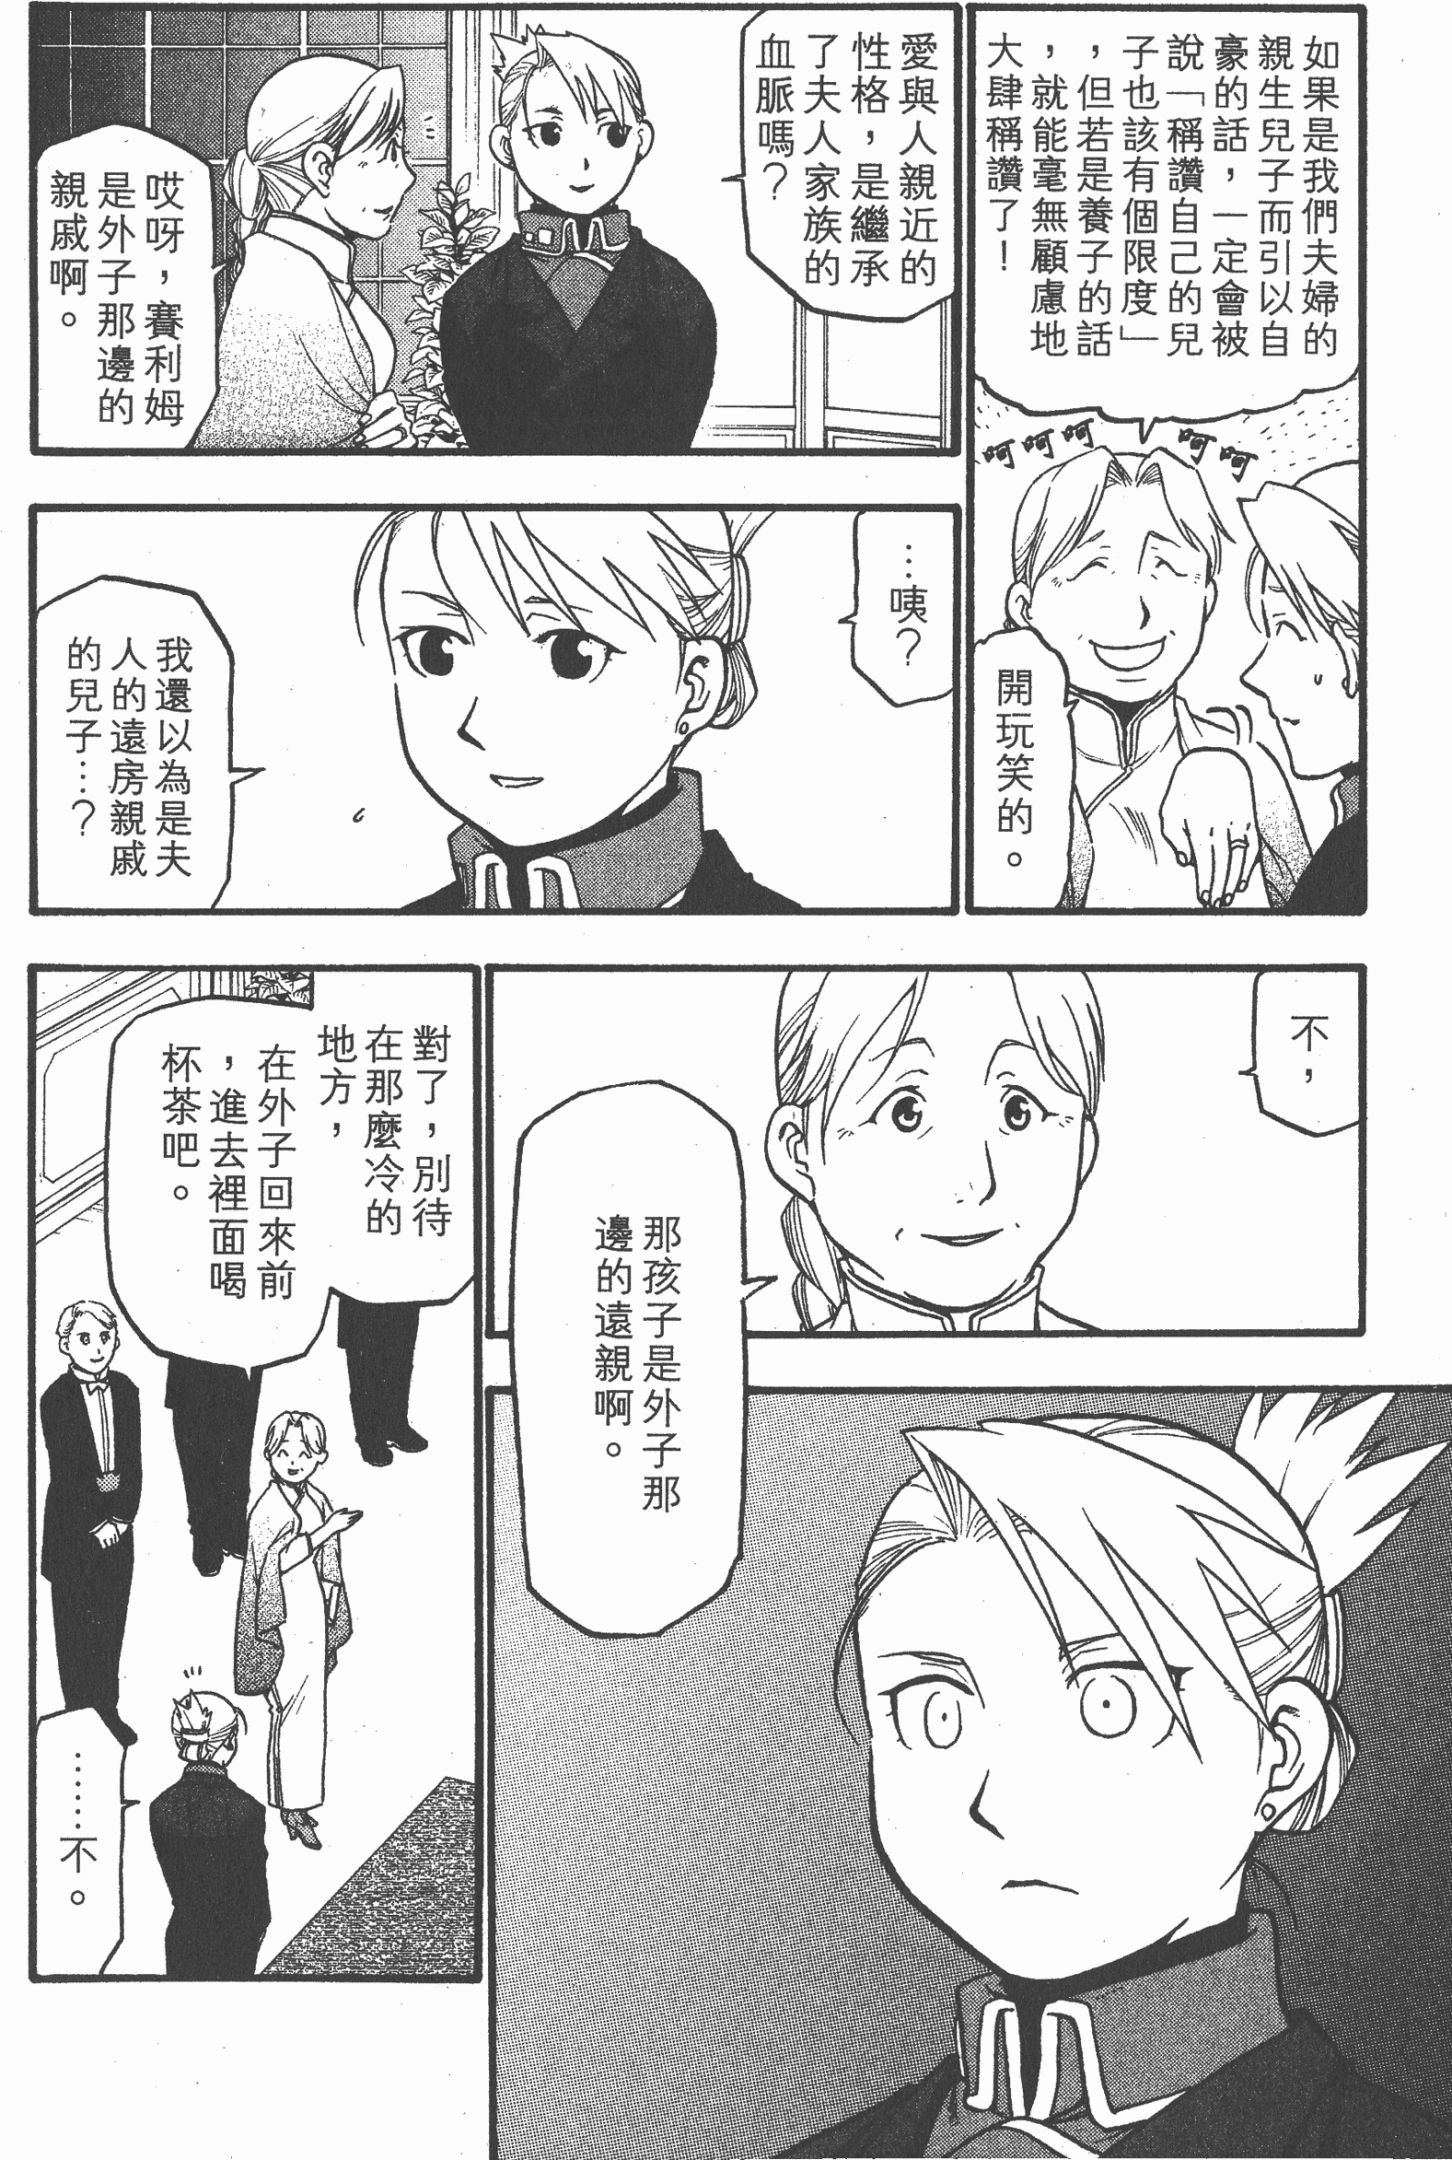 如果是我們夫婦的
親生兒子而引以自
豪的話，一定會被
說「稱讚自己的兒
子也該有個限度」
，但若是養子的話
，就能毫無顧慮地
大肆稱讚了！
呵呵呵
呵呵
開玩笑的。
愛與人親近的
性格，是繼承
了夫人家族的
血脈嗎？
哎呀，賽利姆
是外子那邊的
親戚啊。
…咦？
我還以為是夫
人的遠房親戚
的兒子…？
不，
那孩子是外子那
邊的遠親啊。
對了，別待
在那麼冷的
地方，
在外子回來前
，進去裡面喝
杯茶吧。
……不。